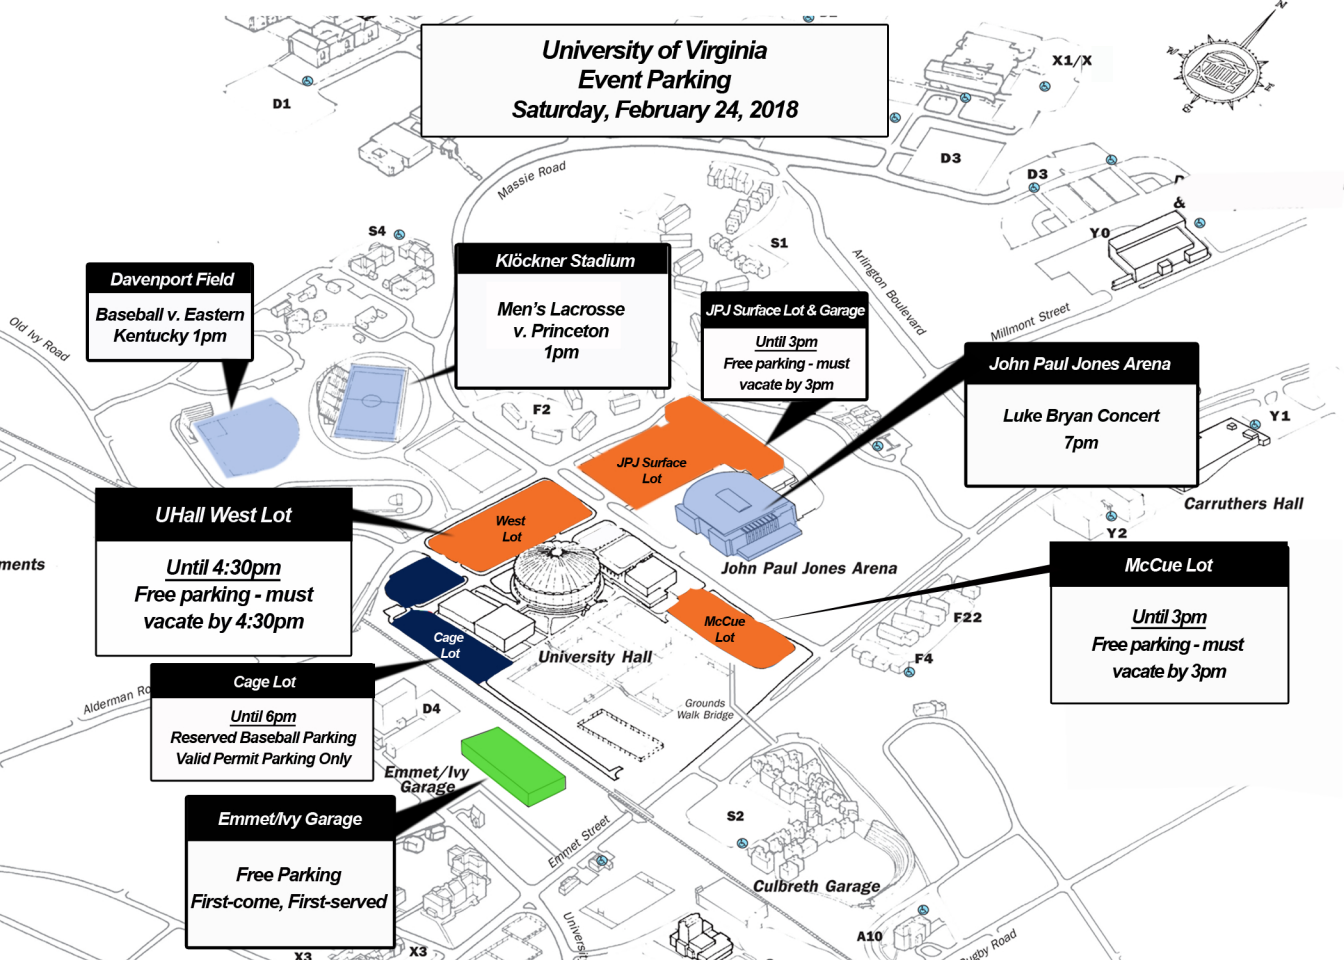 University of Virginia
Event Parking
Saturday, February 24, 2018
N
X1/X
D1
D3
D3
Massie Road
&
Y0
S4
S1
Arlington Boulevard
Millmont Street
Old Ivy Road
Davenport Field
Baseball v. Eastern
Kentucky 1pm
Klöckner Stadium
Men's Lacrosse
v. Princeton
1pm
JPJ Surface Lot & Garage
Until 3pm
Free parking - must
vacate by 3pm
John Paul Jones Arena
Luke Bryan Concert
7pm
F2
Y1
JPJ Surface
Lot
Carruthers Hall
Y2
UHall West Lot
Until 4:30pm
Free parking - must
vacate by 4:30pm
West
Lot
John Paul Jones Arena
McCue Lot
Until 3pm
Free parking - must
vacate by 3pm
McCue
Lot
F22
F4
Cage
Lot
University Hall
Cage Lot
Until 6pm
Reserved Baseball Parking
Valid Permit Parking Only
Alderman
D4
Grounds
Walk Bridge
Emmet/Ivy
Garage
Emmet/Ivy Garage
Free Parking
First-come, First-served
Emmet Street
S2
Culbreth Garage
A10
Rugby Road
X3
X3